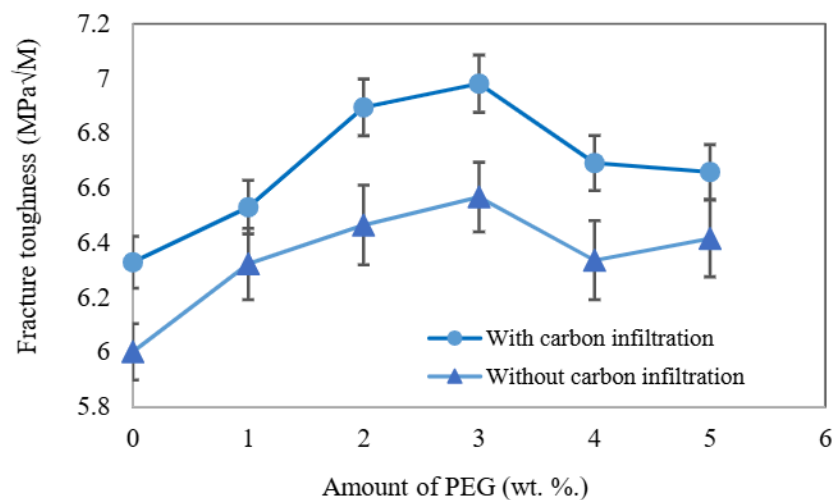 Fracture toughness (MPa√M)
7.2
7
6.8
6.6
6.4
6.2
6
5.8
With carbon infiltration
Without carbon infiltration
0 1 2 3 4 5 6
Amount of PEG (wt. %.)